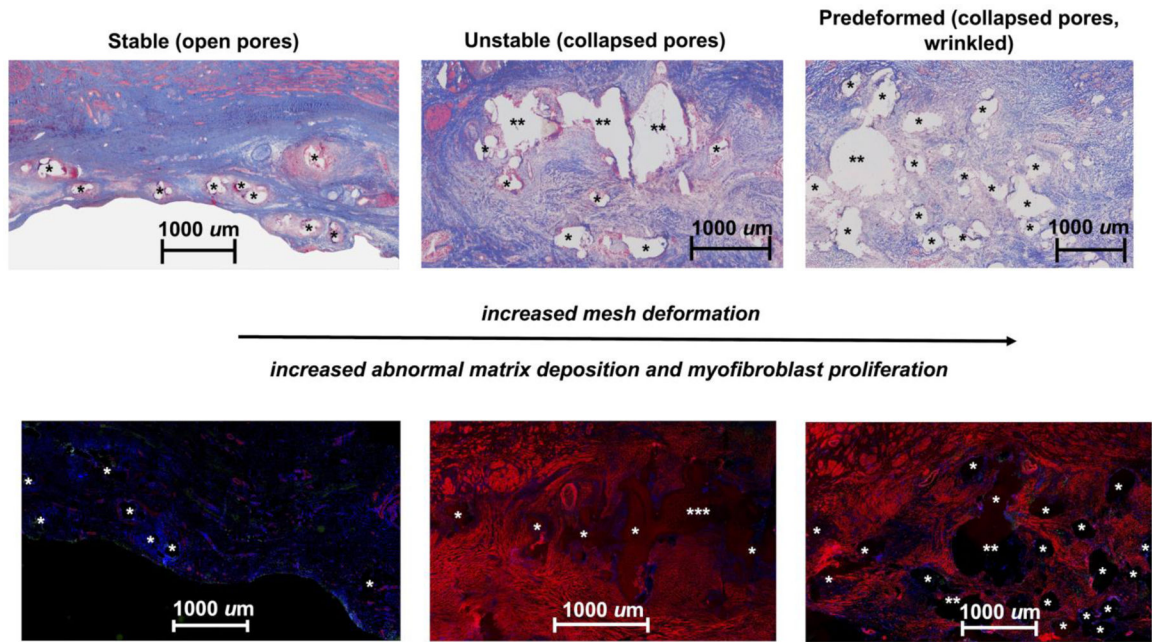 Stable (open pores)
Unstable (collapsed pores)
Predeformed (collapsed pores,
wrinkled)
1000 um
1000 um
1000 um
increased mesh deformation
increased abnormal matrix deposition and myofibroblast proliferation
1000 um
1000 um
1000 um